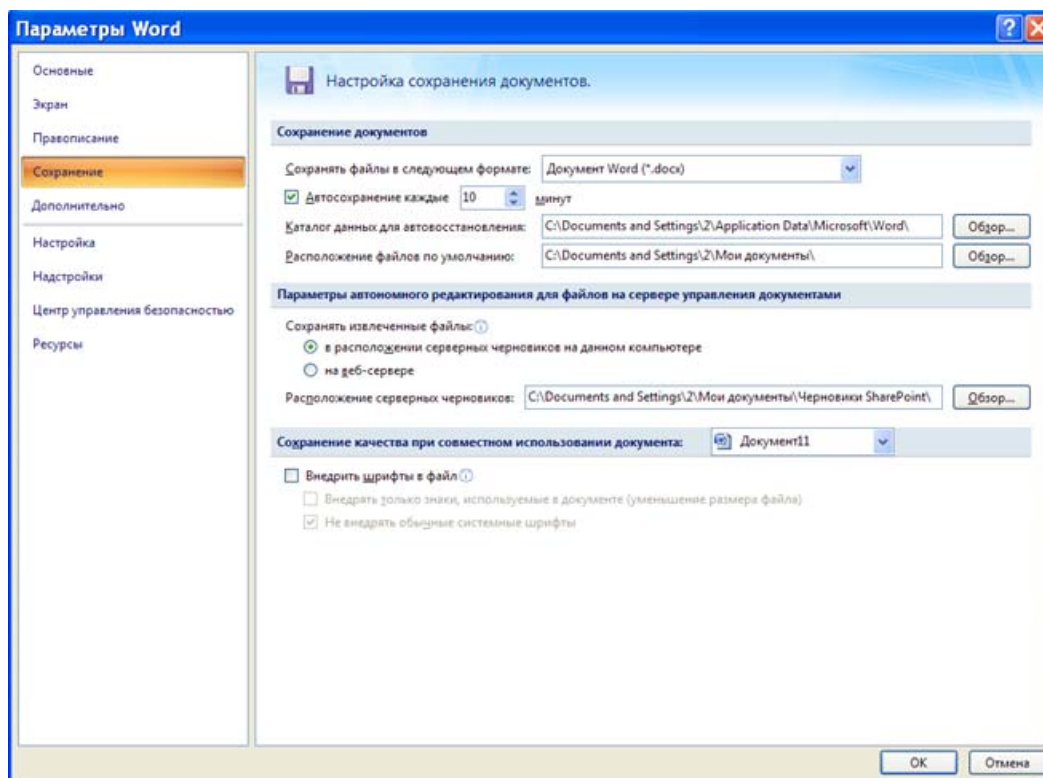 Параметры Word
Основные
Экран
Правописание
Сохранение
Дополнительно
Настройка
Надстройки
Центр управления безопасностью
Ресурсы
Настройка сохранения документов.
Сохранение документов
Сохранять файлы в следующем формате: Документ Word (*.docx)
Автосохранение каждые 10 минут
Каталог данных для автовосстановления: C:\Documents and Settings\2\Application Data\Microsoft\Word\ Обзор...
Расположение файлов по умолчанию: C:\Documents and Settings\2\Мои документы\ Обзор...
Параметры автономного редактирования для файлов на сервере управления документами
Сохранять извлеченные файлы:
в расположении серверных черновиков на данном компьютере
на веб-сервере
Расположение серверных черновиков: C:\Documents and Settings\2\Мои документы\Черновики SharePoint\ Обзор...
Сохранение качества при совместном использовании документа: Документ11
Внедрить шрифты в файл
Внедрять только знаки, используемые в документе (уменьшение размера файла)
Не внедрять обычные системные шрифты
ОК Отмена